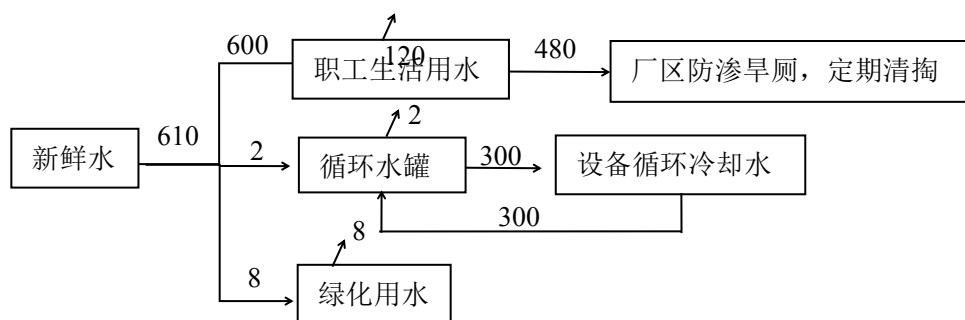 600
120
480
职工生活用水
厂区防渗旱厕，定期清掏
610
2
新鲜水
2
循环水罐
300
设备循环冷却水
300
8
8
绿化用水